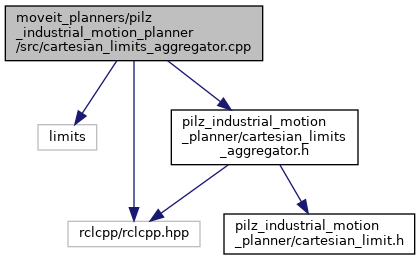 moveit_planners/pilz
_industrial_motion_planner
/src/cartesian_limits_aggregator.cpp
limits
pilz_industrial_motion
_planner/cartesian_limits
_aggregator.h
rclcpp/rclcpp.hpp
pilz_industrial_motion
_planner/cartesian_limit.h